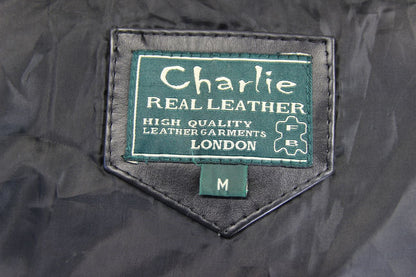 Charlie
REAL LEATHER
HIGH QUALITY
LEATHER GARMENTS
LONDON
F
B
M